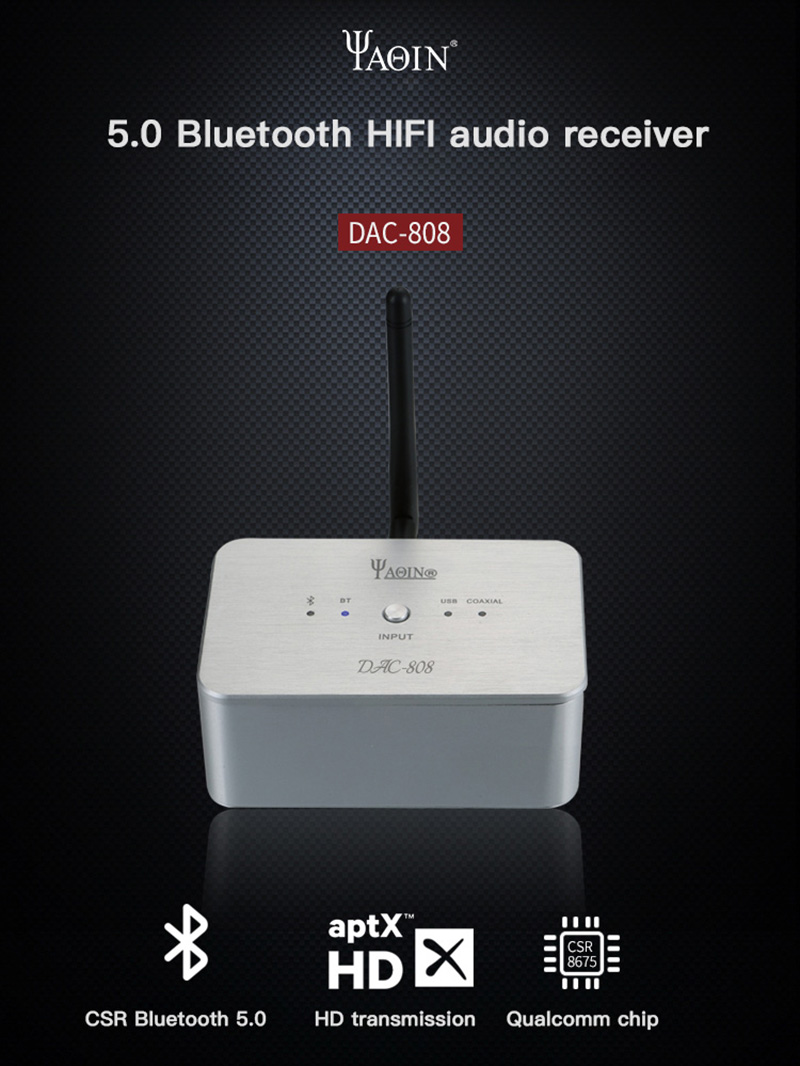 ΨAΘIN®
5.0 Bluetooth HIFI audio receiver
DAC-808
ΨAΘIN®
BT
USB COAXIAL
INPUT
DAC-808
aptX™
HD
CSR
8675
CSR Bluetooth 5.0
HD transmission
Qualcomm chip